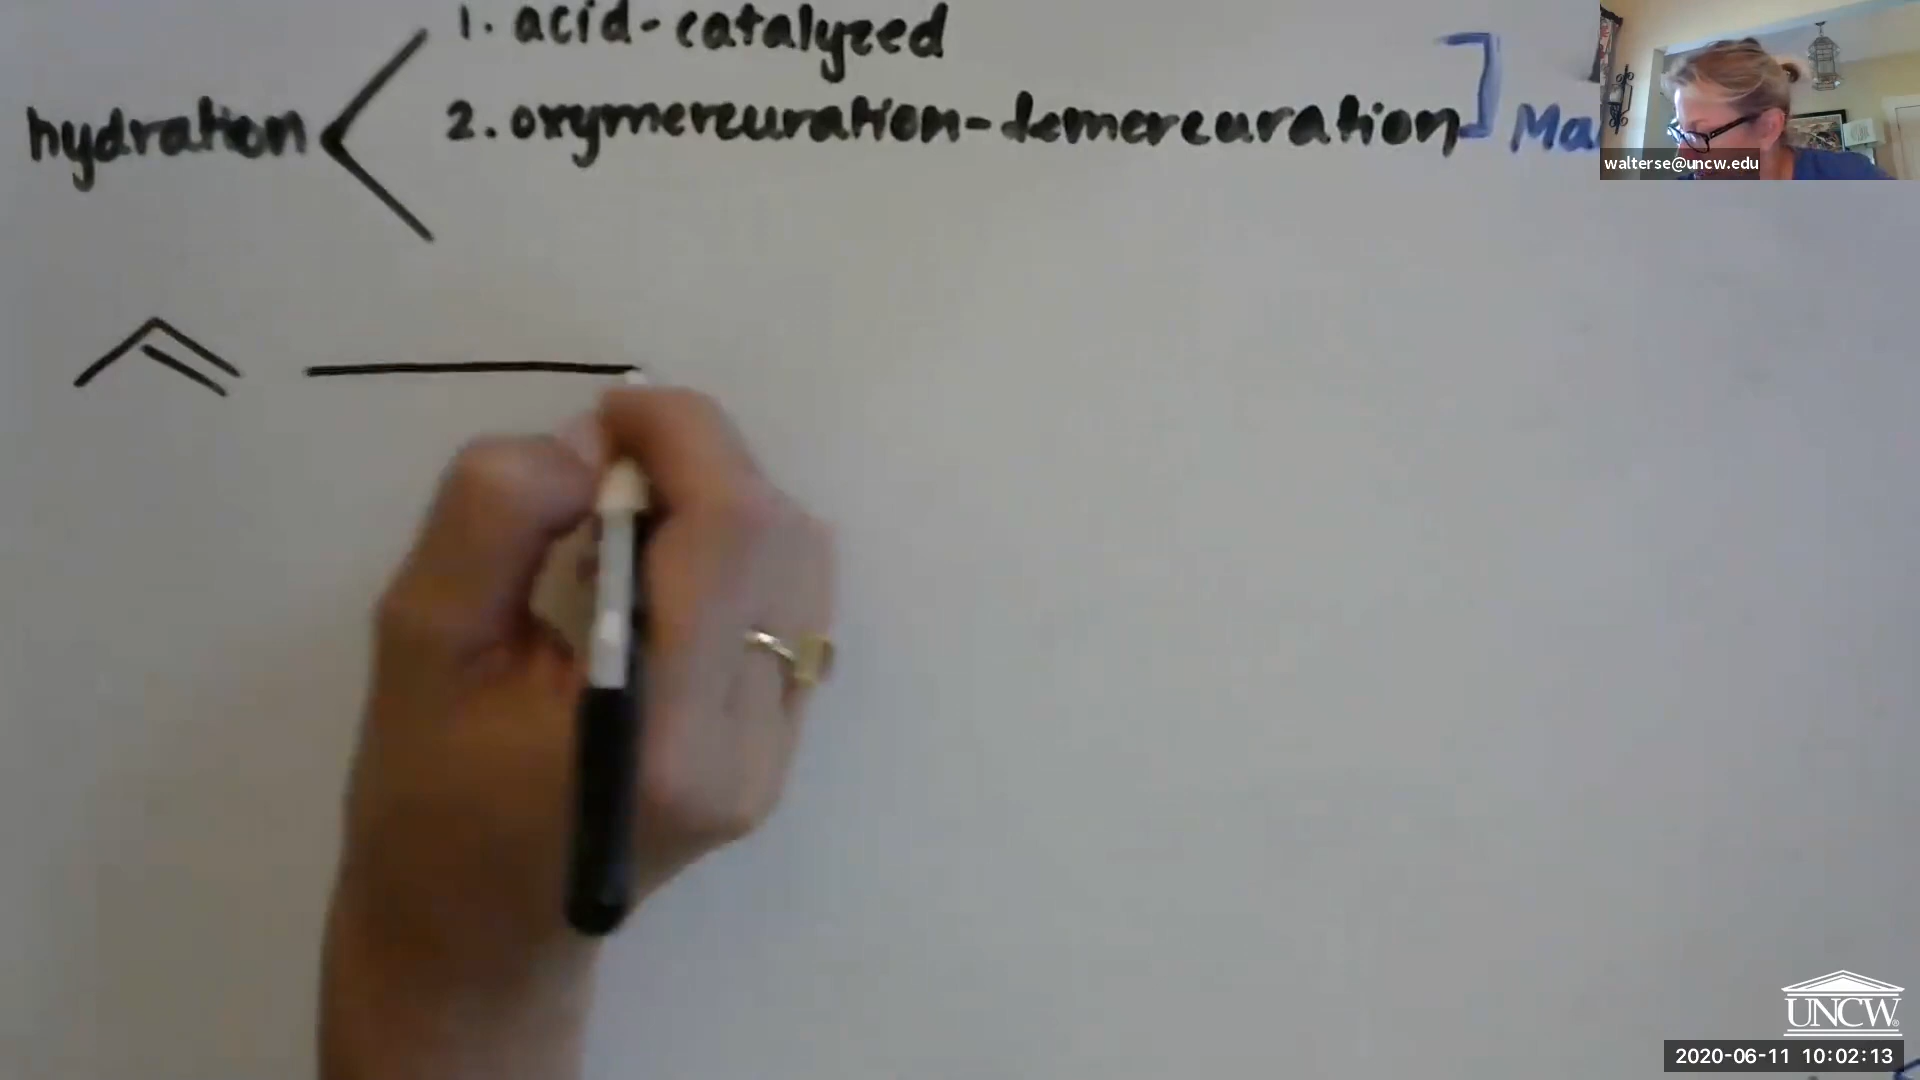 1. acid-catalyzed
hydration
2. oxymercuration-demercuration] Ma
walterse@uncw.edu
UNCW
2020-06-11 10:02:13